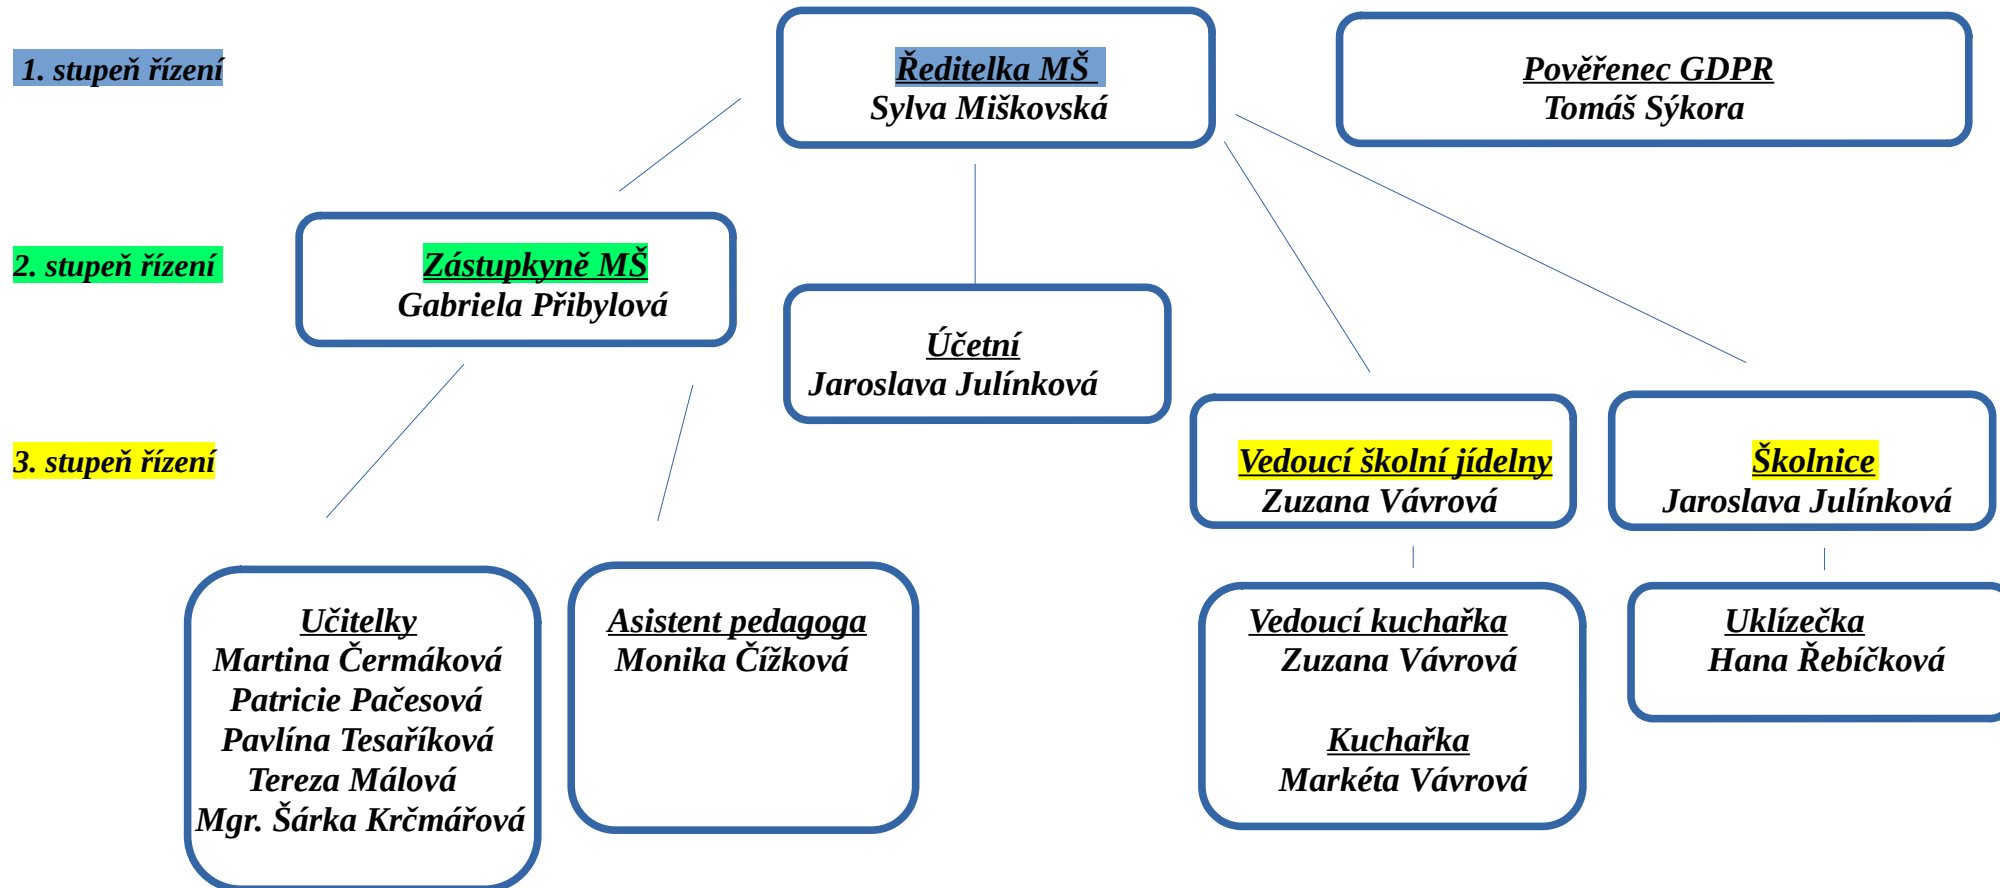 1. stupeň řízení
Ředitelka MŠ
Sylva Miškovská
Pověřenec GDPR
Tomáš Sýkora
2. stupeň řízení
Zástupkyně MŠ
Gabriela Přibylová
Účetní
Jaroslava Julínková
3. stupeň řízení
Vedoucí školní jídelny
Zuzana Vávrová
Školnice
Jaroslava Julínková
Učitelky
Martina Čermáková
Patricie Pačesová
Pavlína Tesaříková
Tereza Málová
Mgr. Šárka Krčmářová
Asistent pedagoga
Monika Čížková
Vedoucí kuchařka
Zuzana Vávrová
Kuchařka
Markéta Vávrová
Uklízečka
Hana Řebíčková